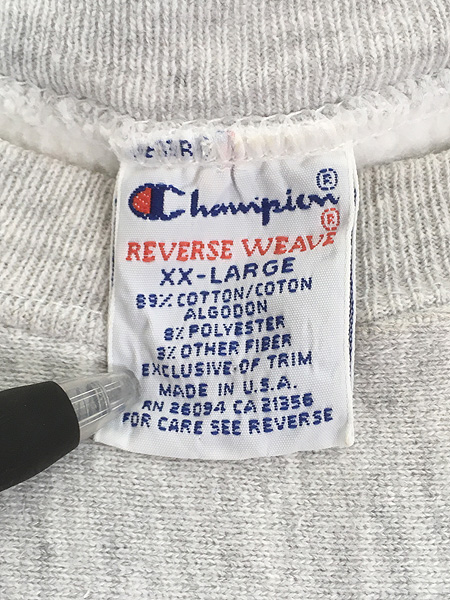 Champion®
REVERSE WEAVE®
XX-LARGE
89% COTTON/COTON
ALGODON
8% POLYESTER
3% OTHER FIBER
EXCLUSIVE OF TRIM
MADE IN U.S.A.
RN 26094 CA 21356
FOR CARE SEE REVERSE